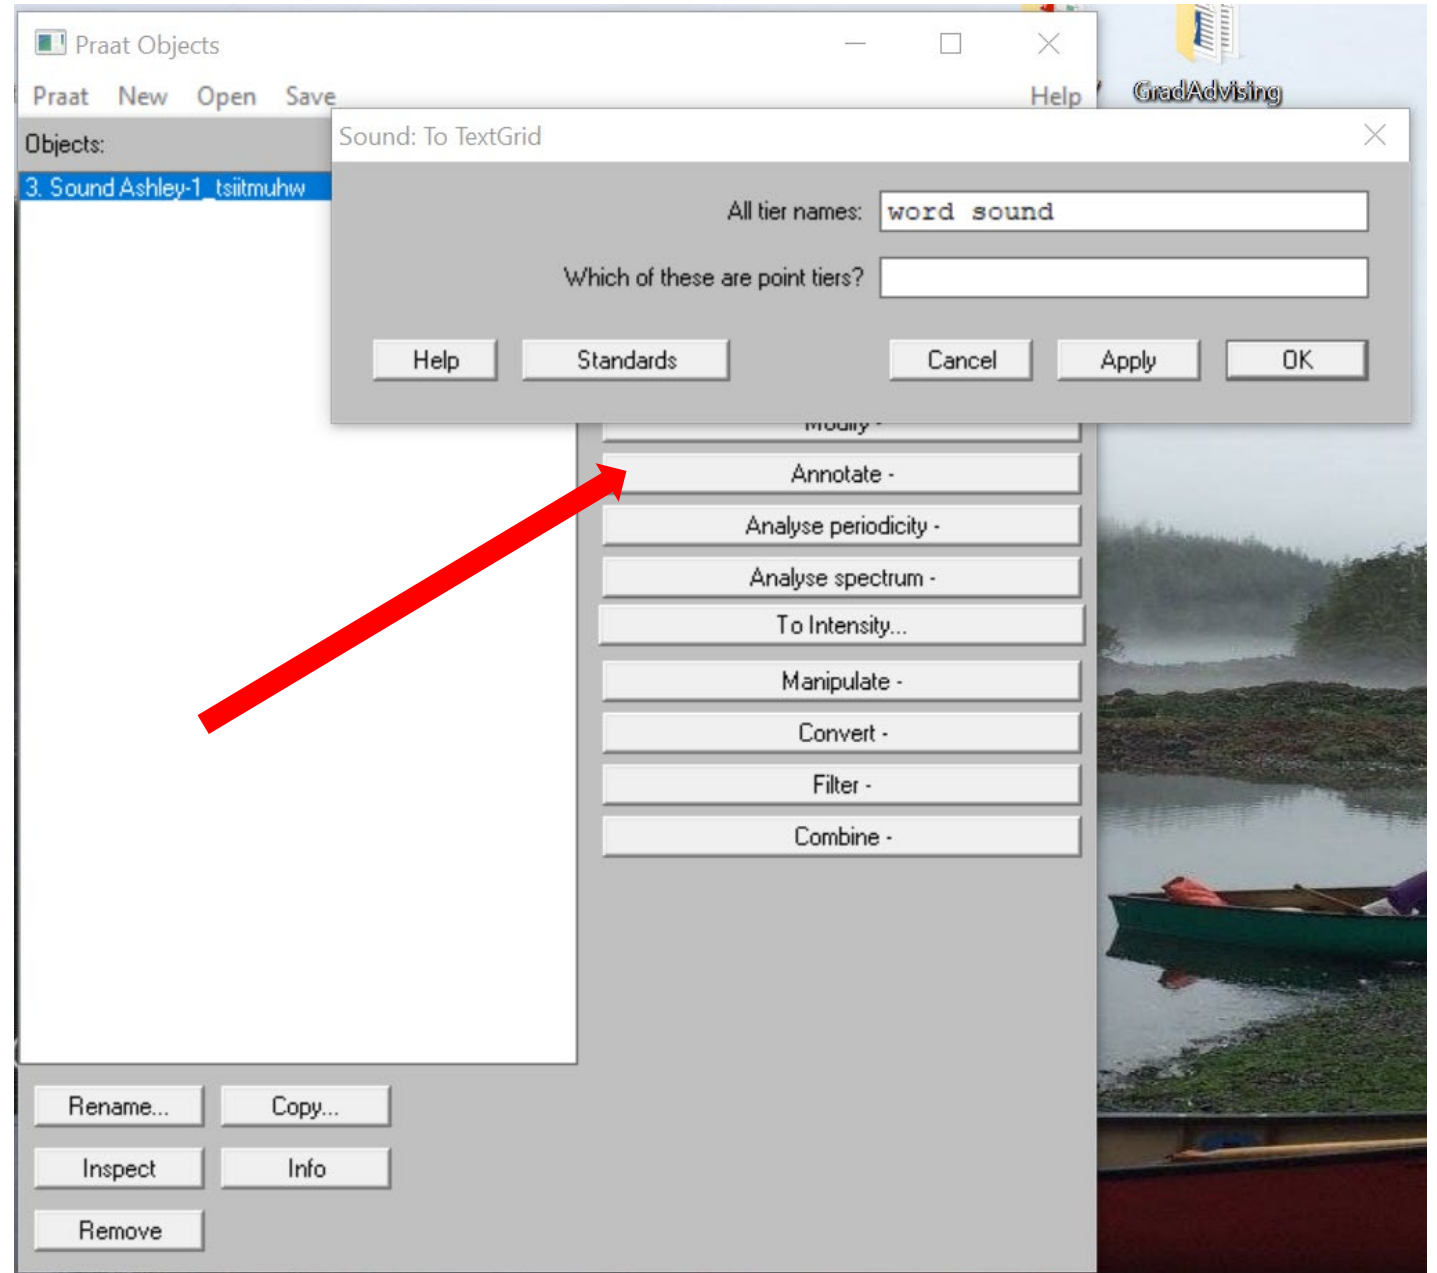 Praat Objects
Praat New Open Save Help
GradAdvising
Objects:
3. Sound Ashley-1_tsiitmuhw
Sound: To TextGrid
All tier names: word sound
Which of these are point tiers?
Help Standards Cancel Apply OK
Modify -
Annotate -
Analyse periodicity -
Analyse spectrum -
To Intensity...
Manipulate -
Convert -
Filter -
Combine -
Rename... Copy...
Inspect Info
Remove